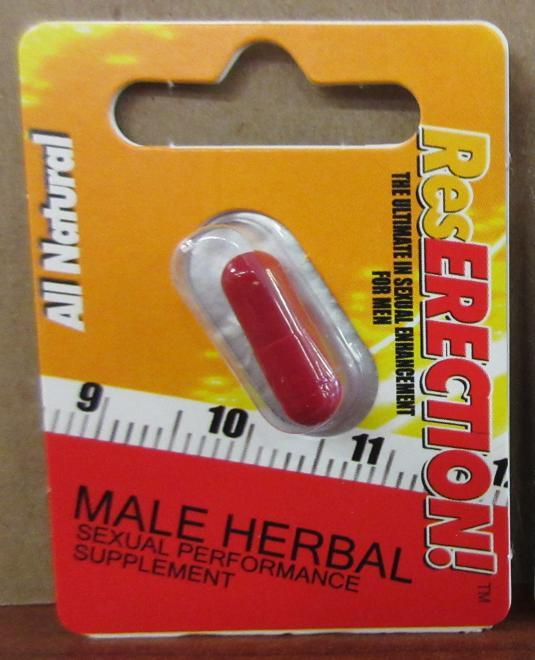 All Natural
ResERECTION!™
THE ULTIMATE IN SEXUAL ENHANCEMENT
FOR MEN
9
10
11
MALE HERBAL
SEXUAL PERFORMANCE
SUPPLEMENT